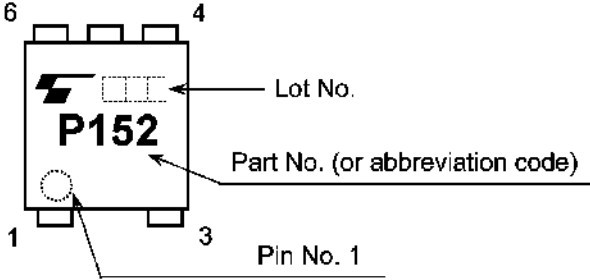 6 4
Lot No.
P152
Part No. (or abbreviation code)
1 3
Pin No. 1